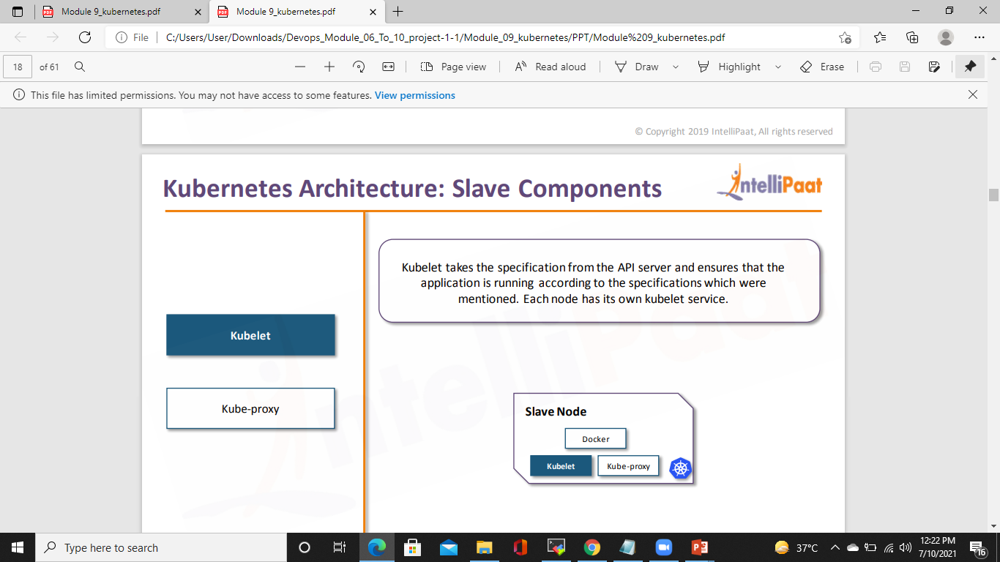 Module 9_kubernetes.pdf
Module 9_kubernetes.pdf
File
C:/Users/User/Downloads/Devops_Module_06_To_10_project-1-1/Module_09_kubernetes/PPT/Module%209_kubernetes.pdf
18 of 61
Page view
Read aloud
Draw
Highlight
Erase
This file has limited permissions. You may not have access to some features. View permissions
© Copyright 2019 IntelliPaat, All rights reserved
Kubernetes Architecture: Slave Components
IntelliPaat
Kubelet takes the specification from the API server and ensures that the
application is running according to the specifications which were
mentioned. Each node has its own kubelet service.
Kubelet
Kube-proxy
Slave Node
Docker
Kubelet
Kube-proxy
IntelliPaat
Type here to search
37°C
12:22 PM
7/10/2021
16